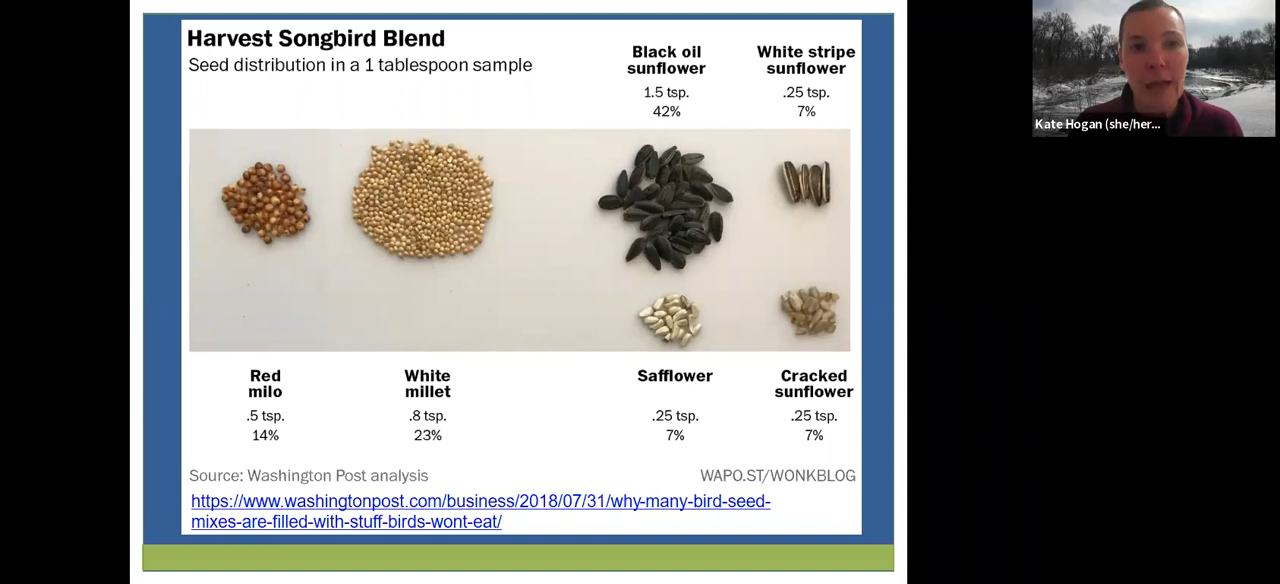 Harvest Songbird Blend
Seed distribution in a 1 tablespoon sample
Black oil
sunflower
1.5 tsp.
42%
White stripe
sunflower
.25 tsp.
7%
Red
milo
.5 tsp.
14%
White
millet
.8 tsp.
23%
Safflower
.25 tsp.
7%
Cracked
sunflower
.25 tsp.
7%
Source: Washington Post analysis
WAPO.ST/WONKBLOG
https://www.washingtonpost.com/business/2018/07/31/why-many-bird-seed-
mixes-are-filled-with-stuff-birds-wont-eat/
Kate Hogan (she/her...